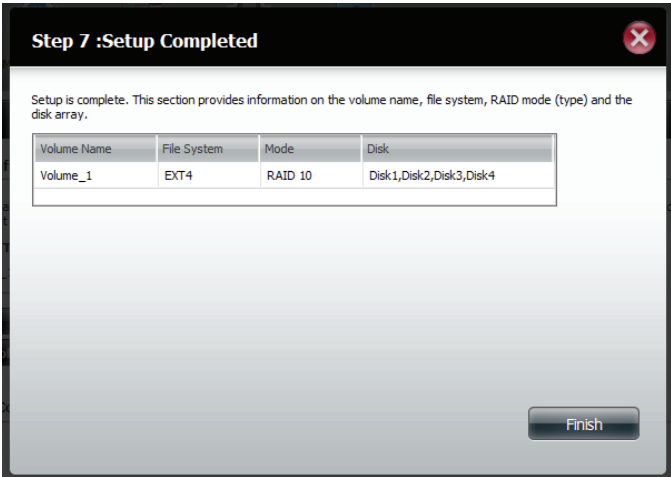 Step 7 :Setup Completed
Setup is complete. This section provides information on the volume name, file system, RAID mode (type) and the
disk array.
Volume Name File System Mode Disk
Volume_1 EXT4 RAID 10 Disk1,Disk2,Disk3,Disk4
Finish